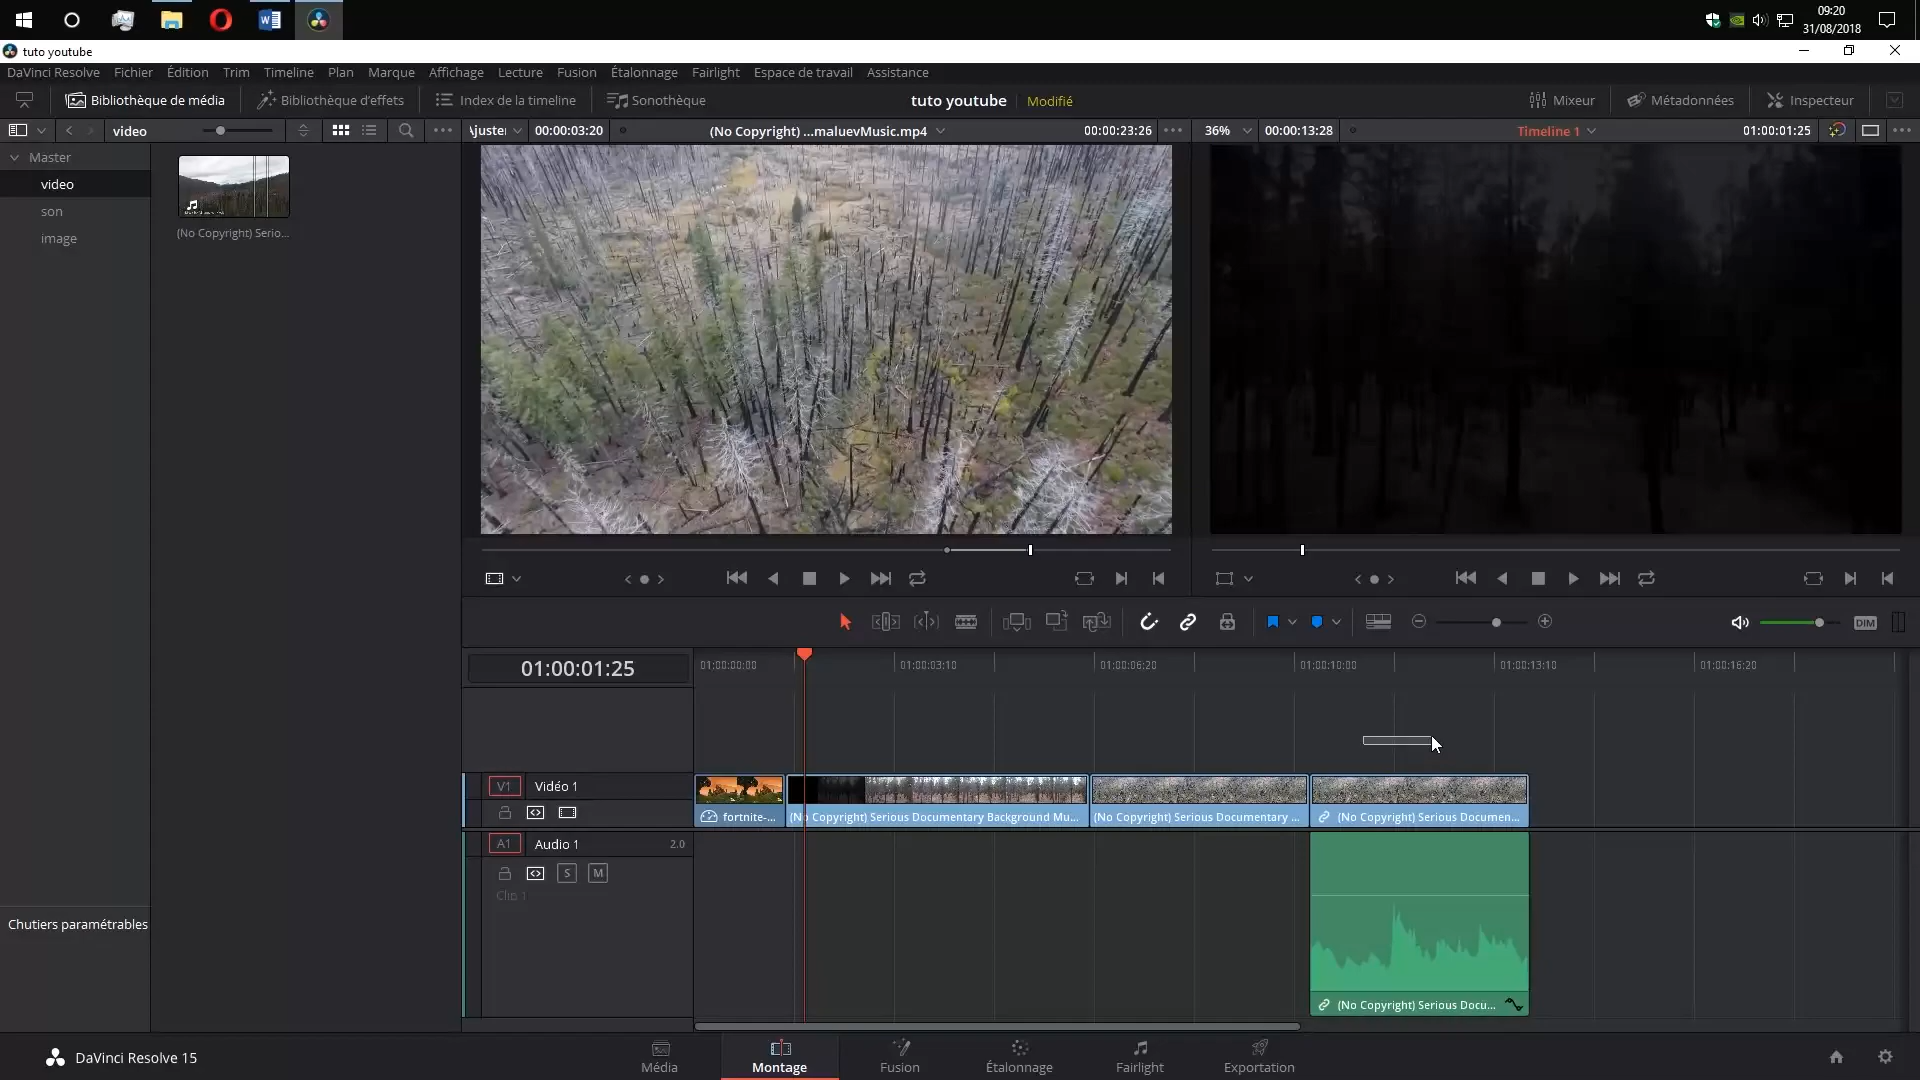 09:20
31/08/2018
tuto youtube
DaVinci Resolve Fichier Édition Trim Timeline Plan Marque Affichage Lecture Fusion Étalonnage Fairlight Espace de travail Assistance
Bibliothèque de média Bibliothèque d'effets Index de la timeline Sonothèque tuto youtube Modifié Mixeur Métadonnées Inspecteur
video Ajuster 00:00:03:20 (No Copyright) ...maluevMusic.mp4 00:00:23:26 36% 00:00:13:28 Timeline 1 01:00:01:25
Master
video
son
image
(No Copyright) Serio...
DIM
01:00:01:25
01:00:00:00 01:00:03:10 01:00:06:20 01:00:10:00 01:00:13:10 01:00:16:20
V1 Vidéo 1
fortnite-... (No Copyright) Serious Documentary Background Mu... (No Copyright) Serious Documentary ... (No Copyright) Serious Documen...
A1 Audio 1 2.0
S M
Clip 1
Chutiers paramétrables
(No Copyright) Serious Docu...
DaVinci Resolve 15
Média Montage Fusion Étalonnage Fairlight Exportation